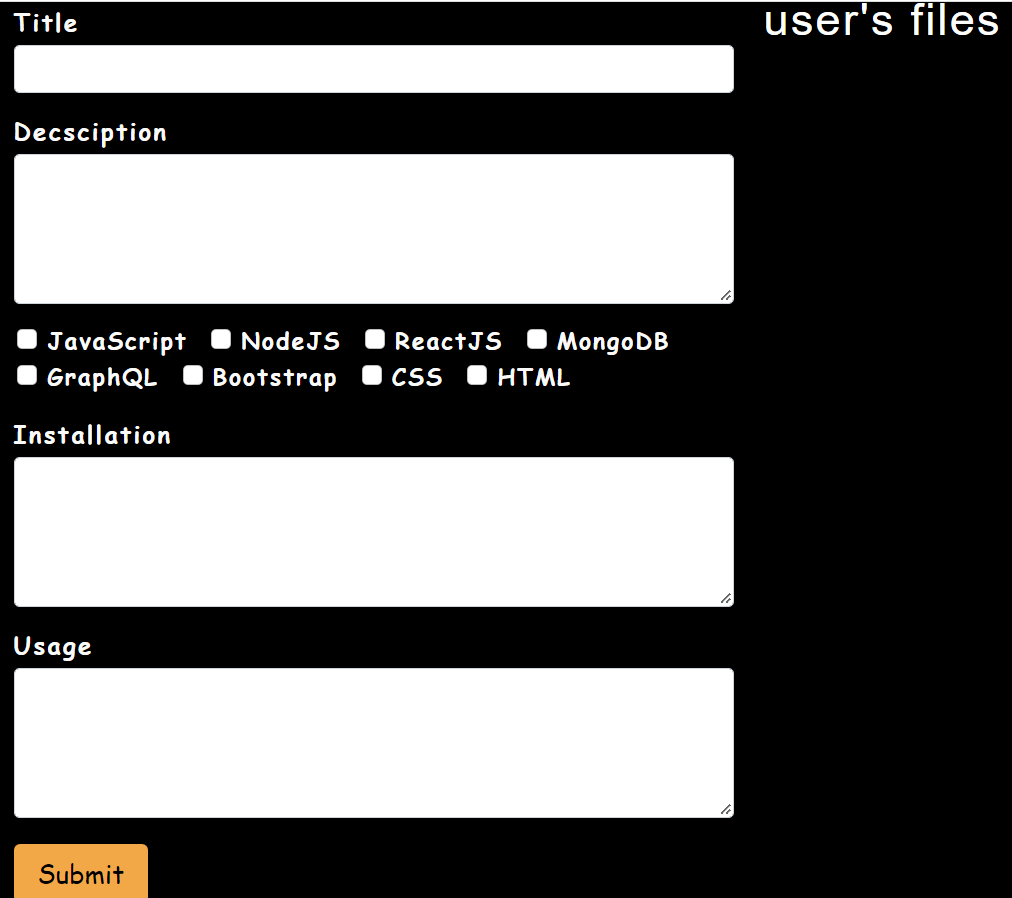 Title
user's files
Decsciption
JavaScript NodeJS ReactJS MongoDB
GraphQL Bootstrap CSS HTML
Installation
Usage
Submit